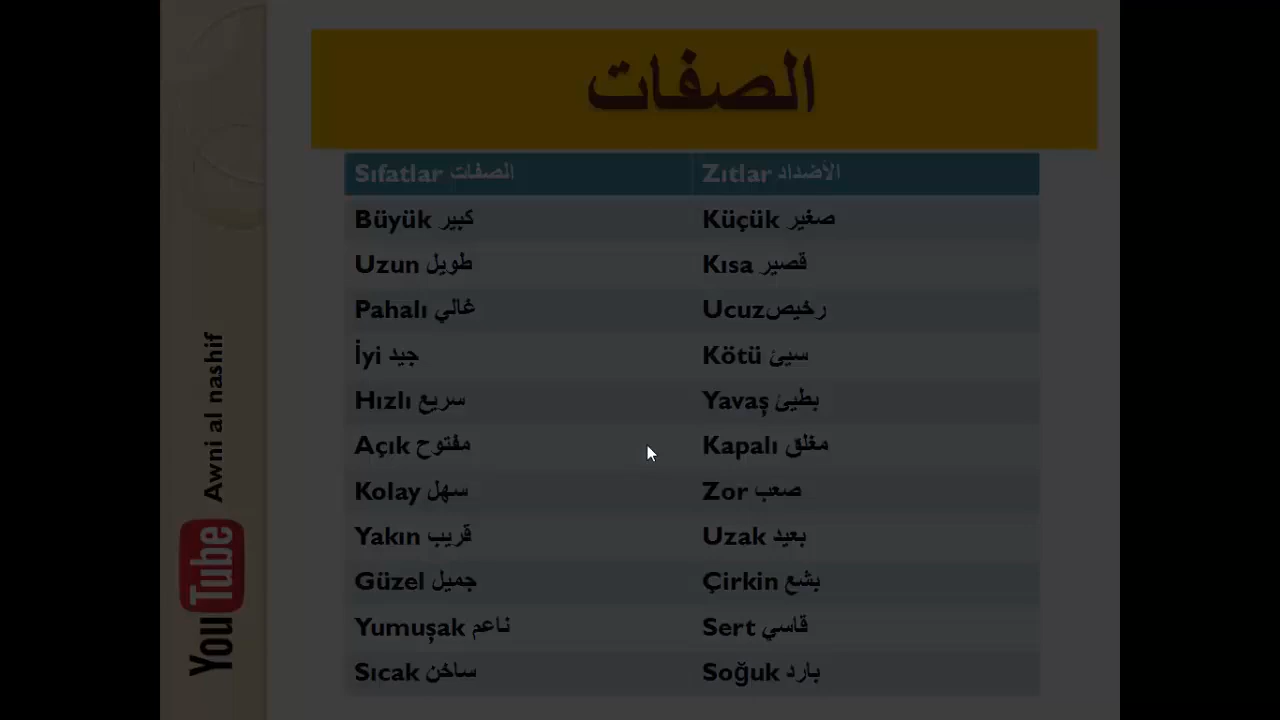 الصفات
Sıfatlar الصفات Zıtlar الأضداد
Büyük كبير Küçük صغير
Uzun طويل Kısa قصير
Pahalı غالي Ucuzرخيص
İyi جيد Kötü سيئ
Hızlı سريع Yavaş بطيئ
Açık مفتوح Kapalı مغلق
Kolay سهل Zor صعب
Yakın قريب Uzak بعيد
Güzel جميل Çirkin بشع
Yumuşak ناعم Sert قاسي
Sıcak ساخن Soğuk بارد
YouTube Awni al nashif